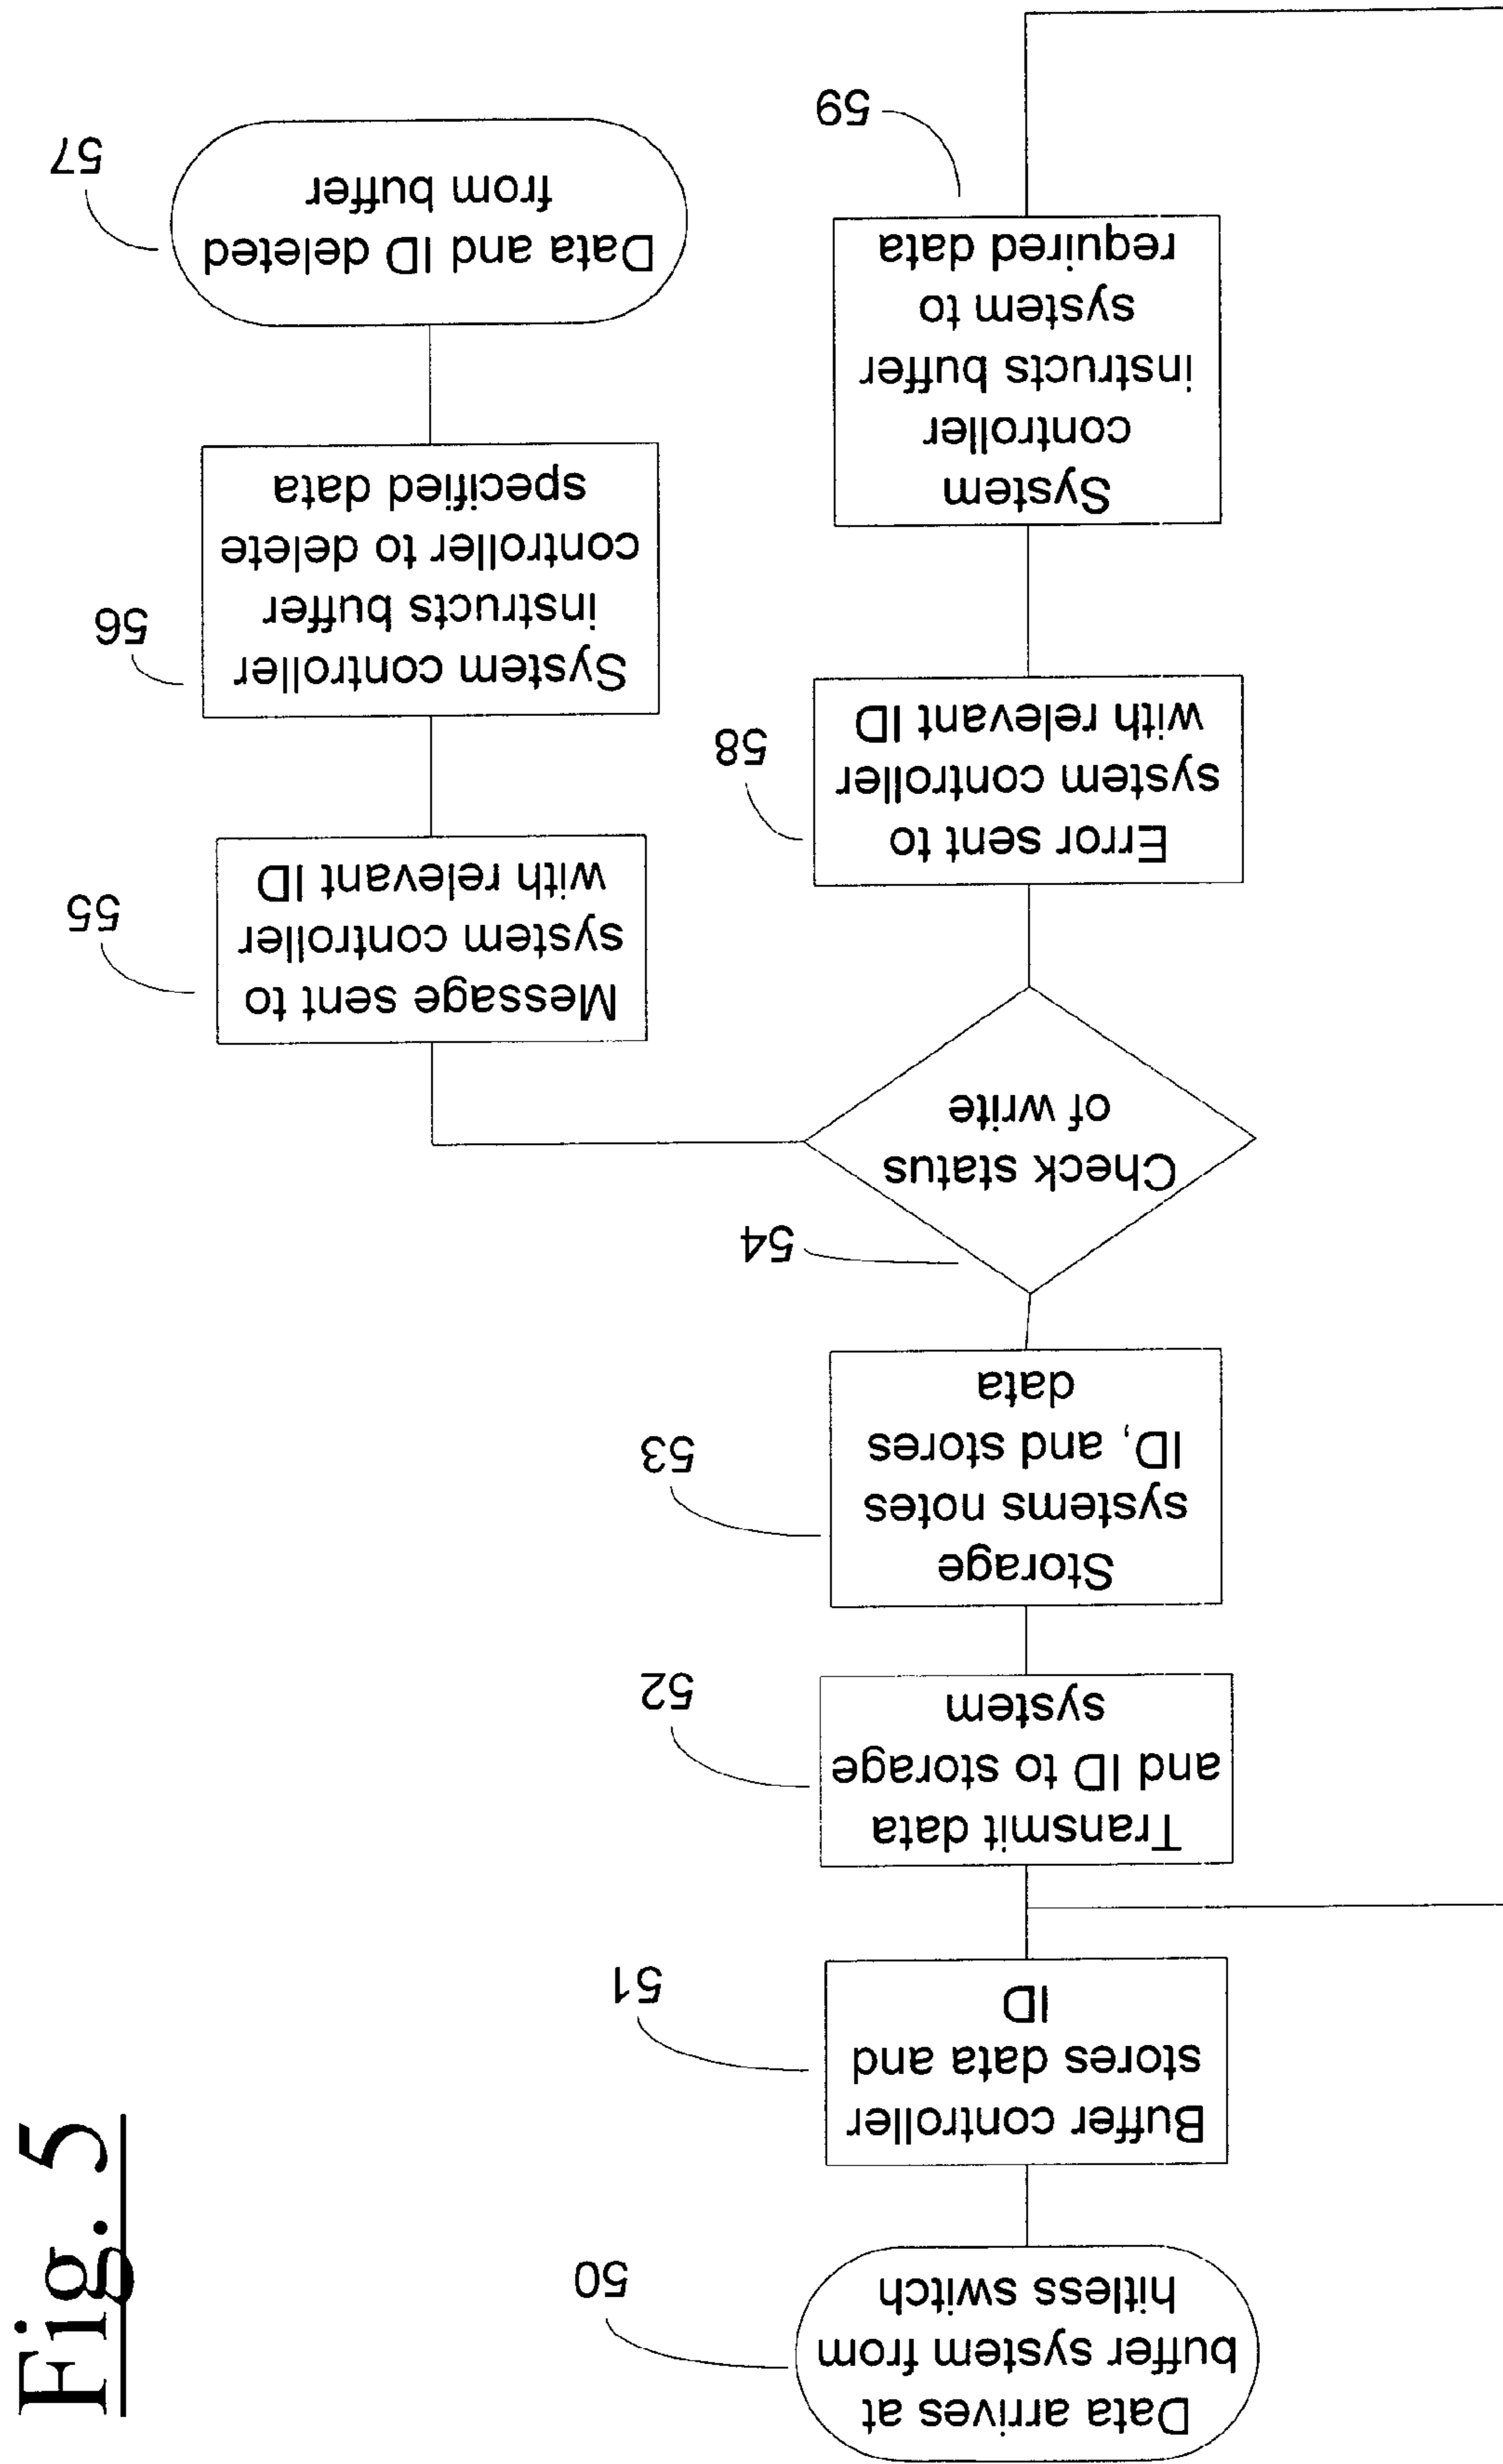 Fig. 5
50
Data arrives at
buffer system from
hitless switch
51
Buffer controller
stores data and
ID
52
Transmit data
and ID to storage
system
53
Storage
systems notes
ID, and stores
data
54
Check status
of write
55
Message sent to
system controller
with relevant ID
56
System controller
instructs buffer
controller to delete
specified data
57
Data and ID deleted
from buffer
58
Error sent to
system controller
with relevant ID
59
System
controller
instructs buffer
system to
required data